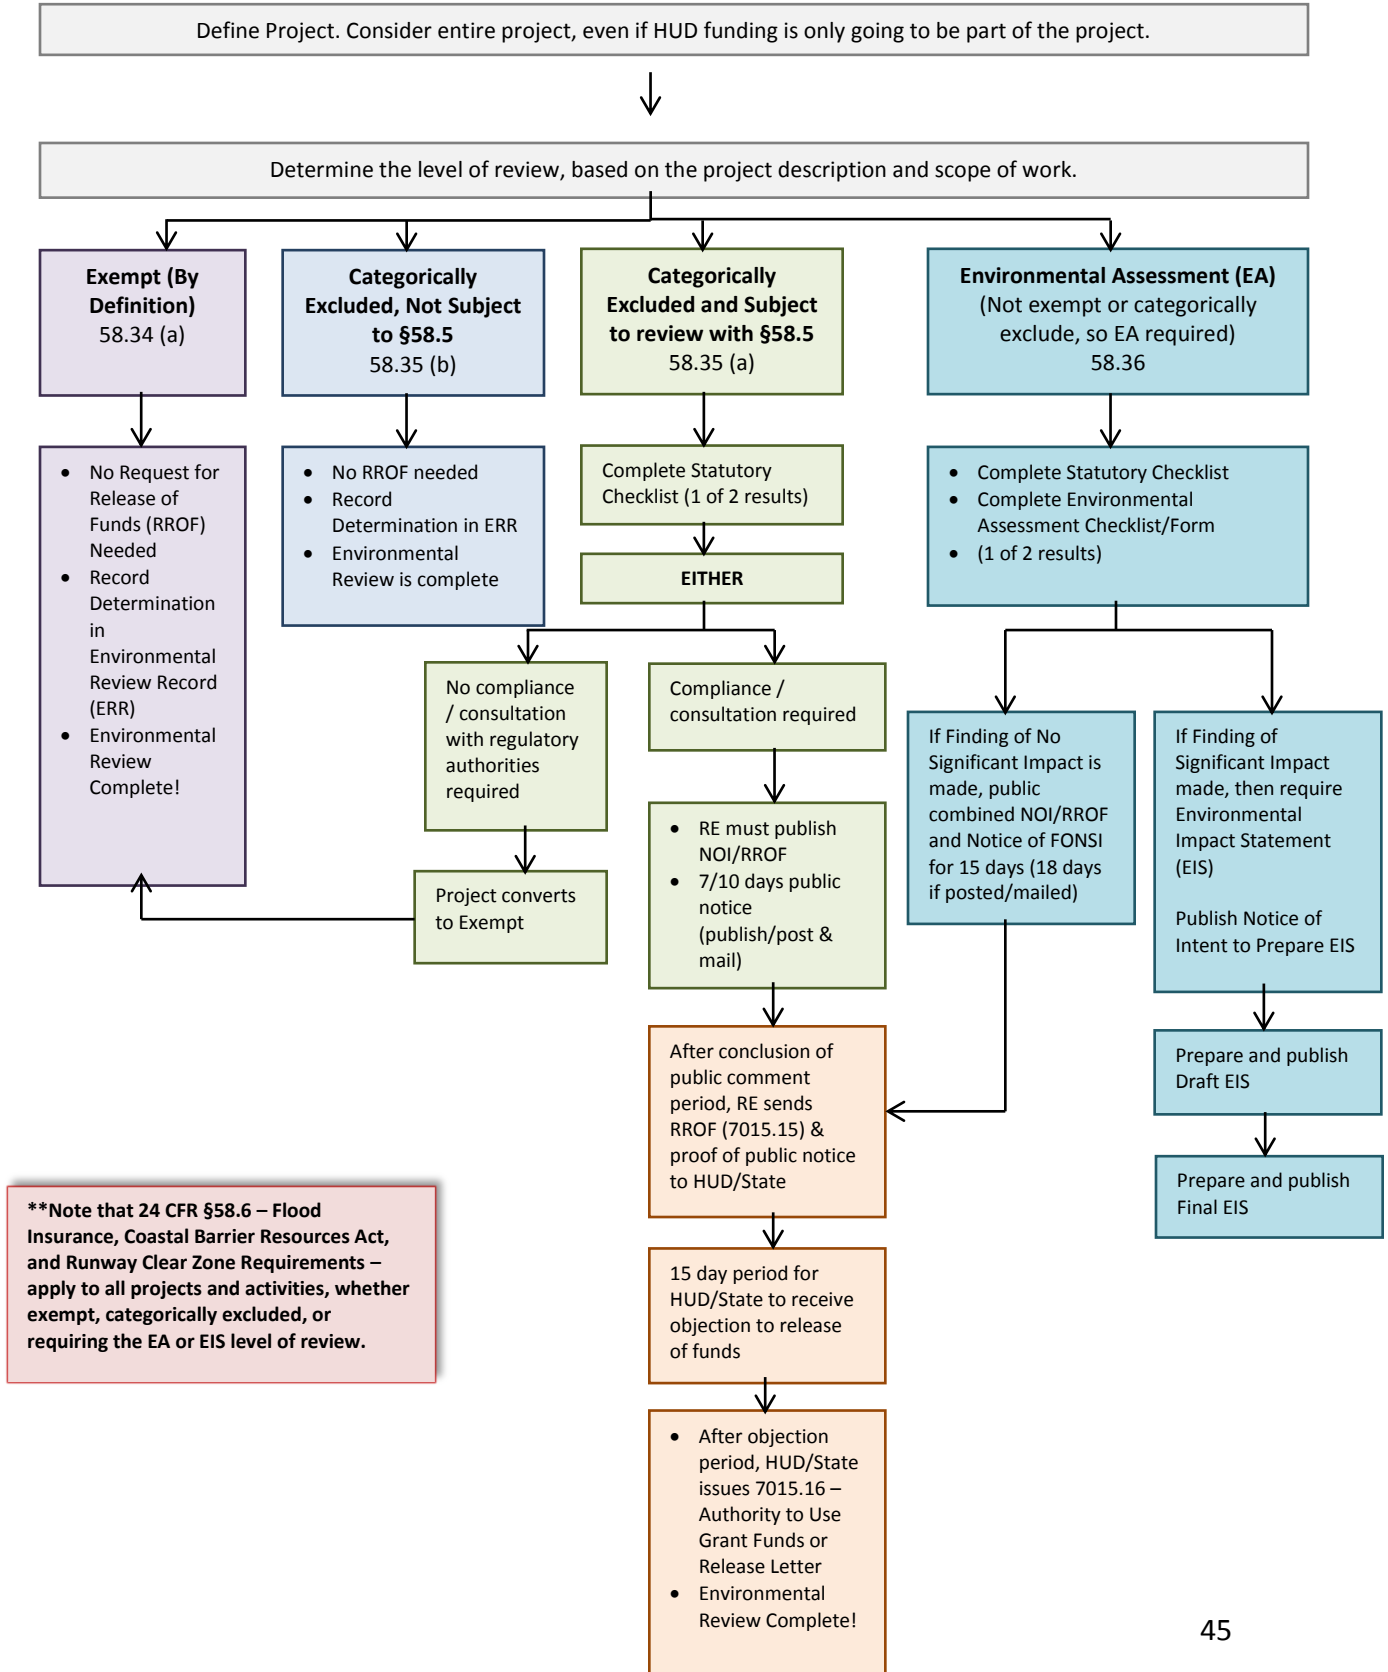 Define Project. Consider entire project, even if HUD funding is only going to be part of the project.
Determine the level of review, based on the project description and scope of work.
Exempt (By
Definition)
58.34 (a)
Categorically
Excluded, Not Subject
to §58.5
58.35 (b)
Categorically
Excluded and Subject
to review with §58.5
58.35 (a)
Environmental Assessment (EA)
(Not exempt or categorically
exclude, so EA required)
58.36
• No Request for
Release of
Funds (RROF)
Needed
• Record
Determination
in
Environmental
Review Record
(ERR)
• Environmental
Review
Complete!
• No RROF needed
• Record
Determination in ERR
• Environmental
Review is complete
Complete Statutory
Checklist (1 of 2 results)
EITHER
• Complete Statutory Checklist
• Complete Environmental
Assessment Checklist/Form
• (1 of 2 results)
No compliance
/ consultation
with regulatory
authorities
required
Project converts
to Exempt
Compliance /
consultation required
• RE must publish
NOI/RROF
• 7/10 days public
notice
(publish/post &
mail)
If Finding of No
Significant Impact is
made, public
combined NOI/RROF
and Notice of FONSI
for 15 days (18 days
if posted/mailed)
If Finding of
Significant Impact
made, then require
Environmental
Impact Statement
(EIS)
Publish Notice of
Intent to Prepare EIS
After conclusion of
public comment
period, RE sends
RROF (7015.15) &
proof of public notice
to HUD/State
Prepare and publish
Draft EIS
Prepare and publish
Final EIS
**Note that 24 CFR §58.6 – Flood
Insurance, Coastal Barrier Resources Act,
and Runway Clear Zone Requirements –
apply to all projects and activities, whether
exempt, categorically excluded, or
requiring the EA or EIS level of review.
15 day period for
HUD/State to receive
objection to release
of funds
• After objection
period, HUD/State
issues 7015.16 –
Authority to Use
Grant Funds or
Release Letter
• Environmental
Review Complete!
45